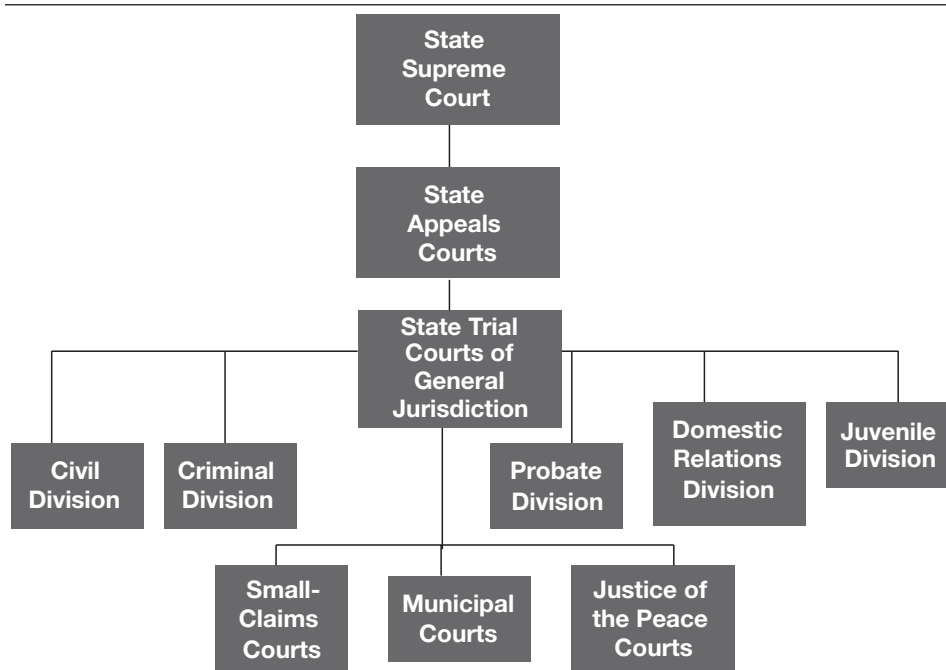 State
Supreme
Court
State
Appeals
Courts
State Trial
Courts of
General
Jurisdiction
Civil
Division
Criminal
Division
Probate
Division
Domestic
Relations
Division
Juvenile
Division
Small-
Claims
Courts
Municipal
Courts
Justice of
the Peace
Courts